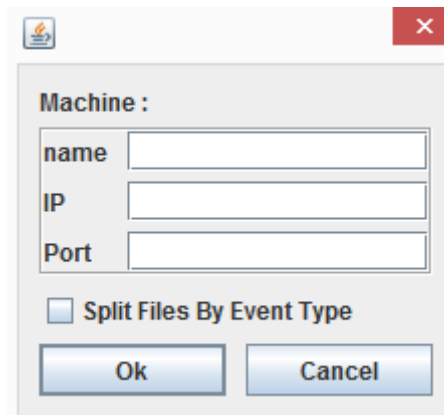 Machine :
name
IP
Port
Split Files By Event Type
Ok Cancel